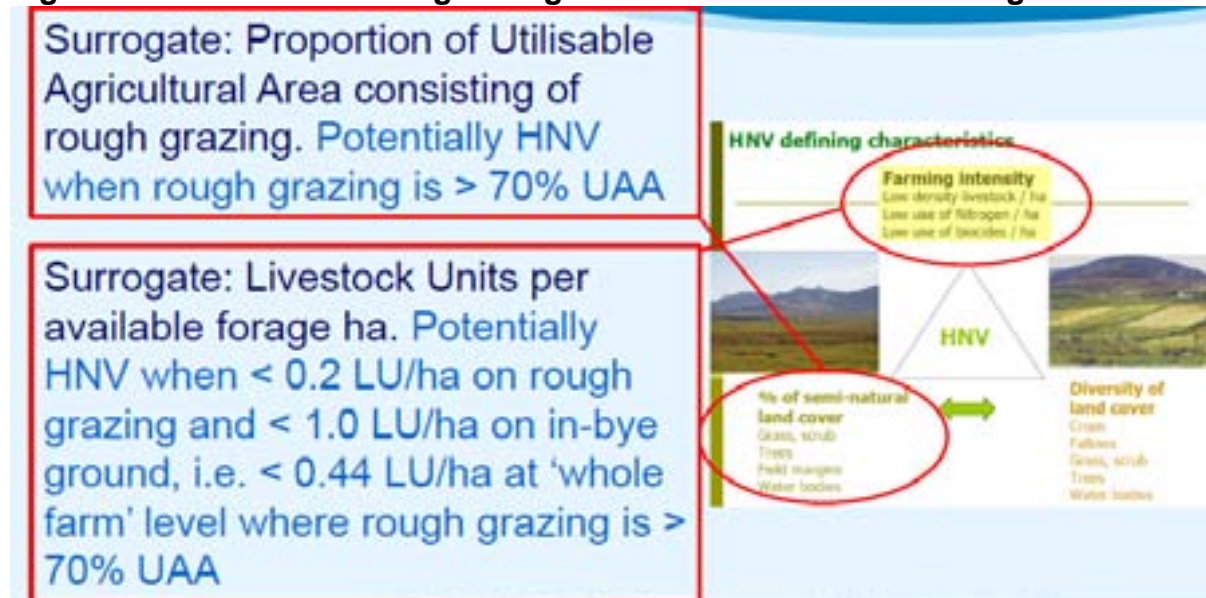 Surrogate: Proportion of Utilisable
Agricultural Area consisting of
rough grazing. Potentially HNV
when rough grazing is > 70% UAA
Surrogate: Livestock Units per
available forage ha. Potentially
HNV when < 0.2 LU/ha on rough
grazing and < 1.0 LU/ha on in-bye
ground, i.e. < 0.44 LU/ha at ‘whole
farm’ level where rough grazing is >
70% UAA
HNV defining characteristics
Farming intensity
Low density livestock / ha
Low use of Nitrogen / ha
Low use of biocides / ha
HNV
% of semi-natural
land cover
Grass, scrub
Trees
Field margins
Water bodies
Diversity of
land cover
Crops
Fallows
Grass, scrub
Trees
Water bodies